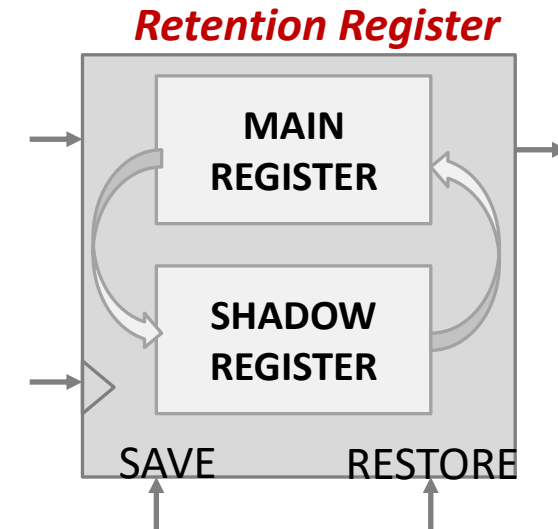 Retention Register
MAIN
REGISTER
SHADOW
REGISTER
SAVE
RESTORE